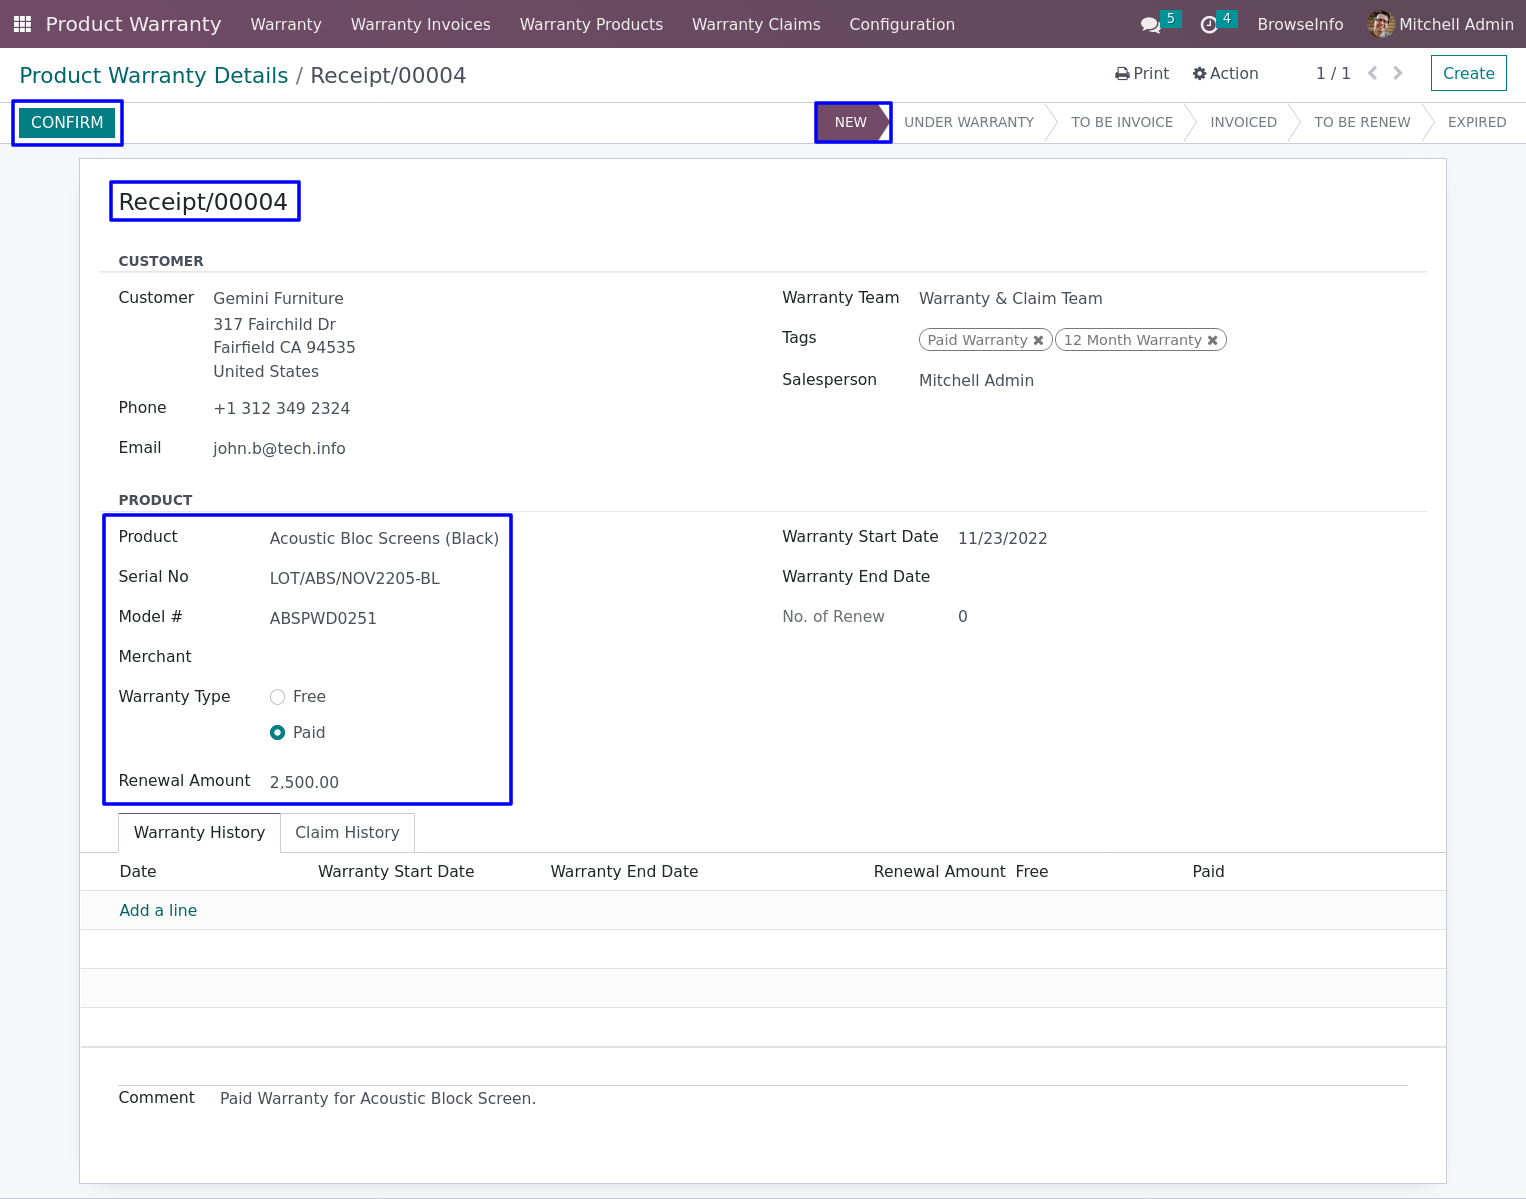 Product Warranty Warranty Warranty Invoices Warranty Products Warranty Claims Configuration 5 4 BrowseInfo Mitchell Admin
Product Warranty Details / Receipt/00004 Print Action 1 / 1 Create
CONFIRM NEW UNDER WARRANTY TO BE INVOICE INVOICED TO BE RENEW EXPIRED
Receipt/00004
CUSTOMER
Customer Gemini Furniture Warranty Team Warranty & Claim Team
317 Fairchild Dr
Fairfield CA 94535
United States
Tags Paid Warranty ✖ 12 Month Warranty ✖
Salesperson Mitchell Admin
Phone +1 312 349 2324
Email john.b@tech.info
PRODUCT
Product Acoustic Bloc Screens (Black) Warranty Start Date 11/23/2022
Serial No LOT/ABS/NOV2205-BL Warranty End Date
Model # ABSPWD0251 No. of Renew 0
Merchant
Warranty Type Free
Paid
Renewal Amount 2,500.00
Warranty History Claim History
Date Warranty Start Date Warranty End Date Renewal Amount Free Paid
Add a line
Comment Paid Warranty for Acoustic Block Screen.